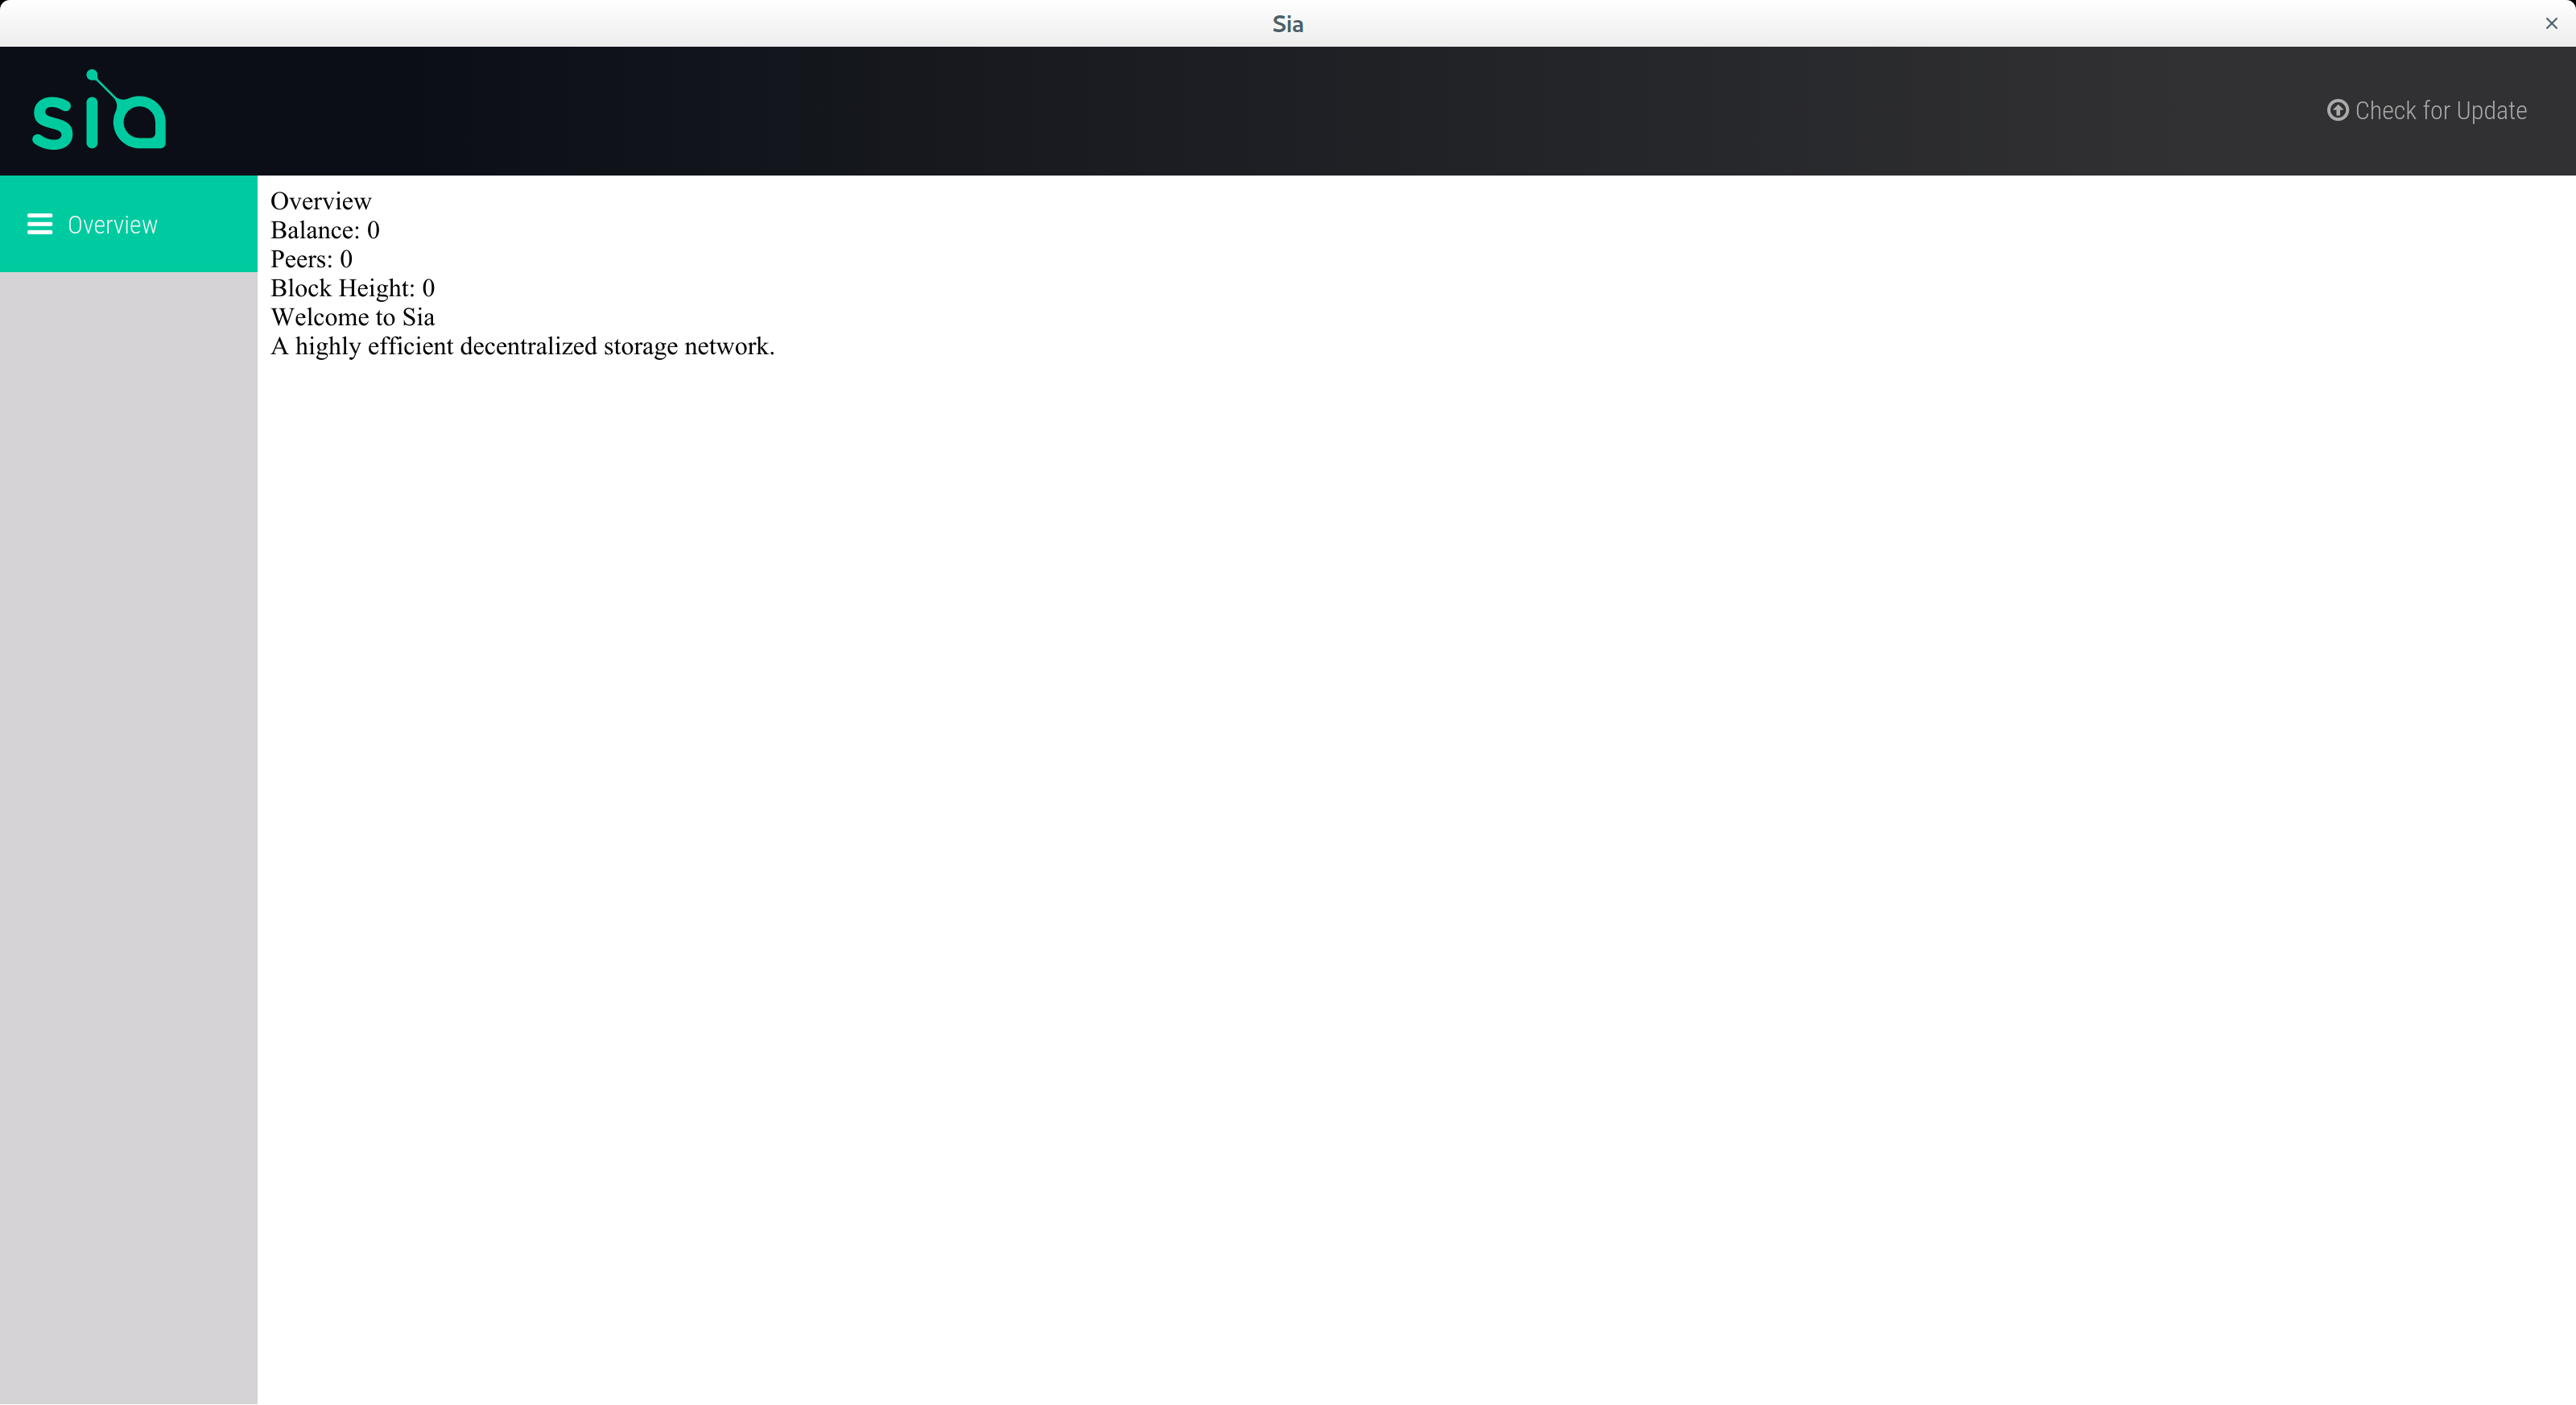 Sia
sia
Check for Update
Overview
Overview
Balance: 0
Peers: 0
Block Height: 0
Welcome to Sia
A highly efficient decentralized storage network.